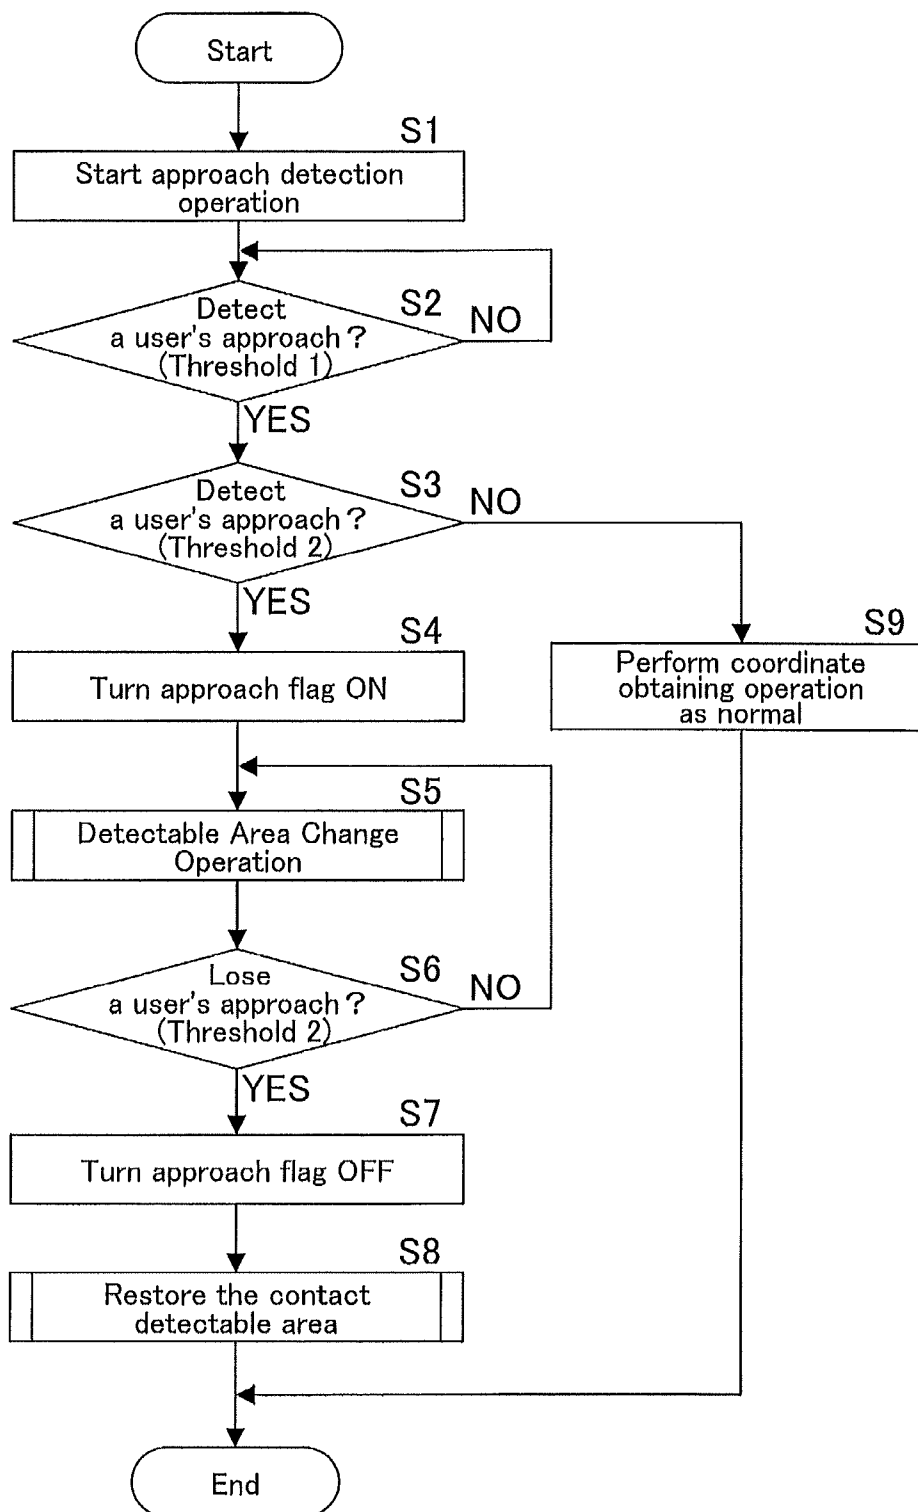 Start
S1
Start approach detection
operation
S2
Detect
a user's approach?
(Threshold 1)
NO
YES
S3
Detect
a user's approach?
(Threshold 2)
NO
YES
S4
Turn approach flag ON
S9
Perform coordinate
obtaining operation
as normal
S5
Detectable Area Change
Operation
S6
Lose
a user's approach?
(Threshold 2)
NO
YES
S7
Turn approach flag OFF
S8
Restore the contact
detectable area
End